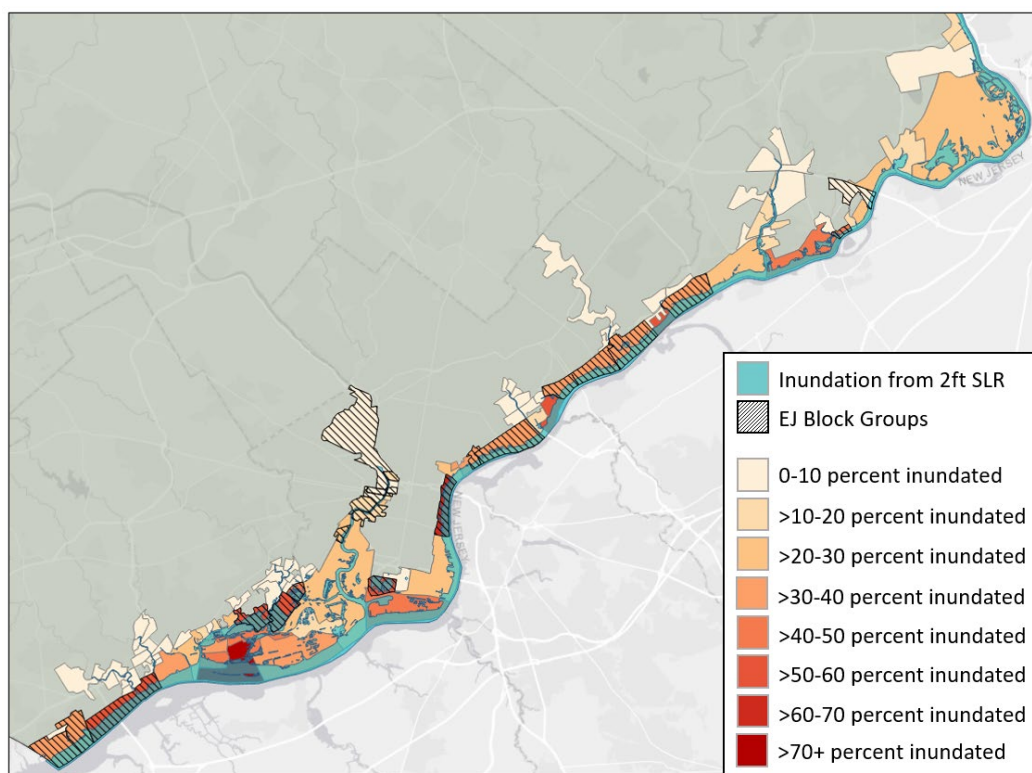 NEW JERSEY
JERSEY
Inundation from 2ft SLR
EJ Block Groups
0-10 percent inundated
>10-20 percent inundated
>20-30 percent inundated
>30-40 percent inundated
>40-50 percent inundated
>50-60 percent inundated
>60-70 percent inundated
>70+ percent inundated